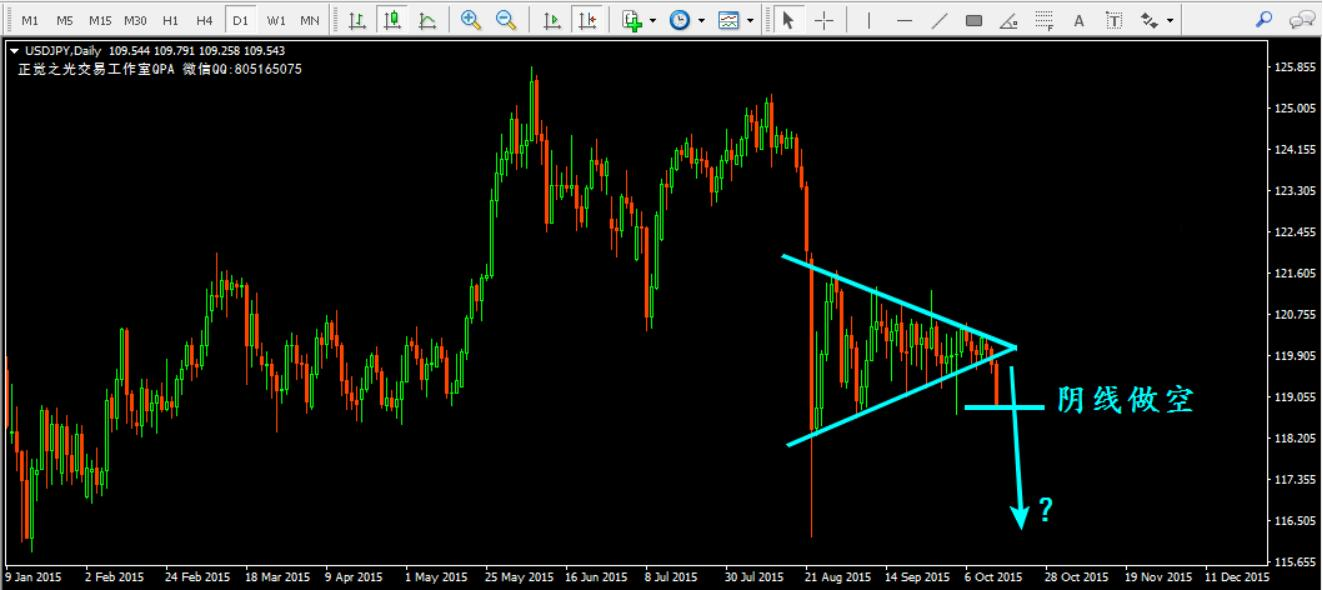 M1 M5 M15 M30 H1 H4 D1 W1 MN A T
USDJPY,Daily 109.544 109.791 109.258 109.543
正觉之光交易工作室QPA 微信QQ:805165075
125.855
125.005
124.155
123.305
122.455
121.605
120.755
119.905
119.055
118.205
117.355
116.505
115.655
阴线做空
?
9 Jan 2015 2 Feb 2015 24 Feb 2015 18 Mar 2015 9 Apr 2015 1 May 2015 25 May 2015 16 Jun 2015 8 Jul 2015 30 Jul 2015 21 Aug 2015 14 Sep 2015 6 Oct 2015 28 Oct 2015 19 Nov 2015 11 Dec 2015